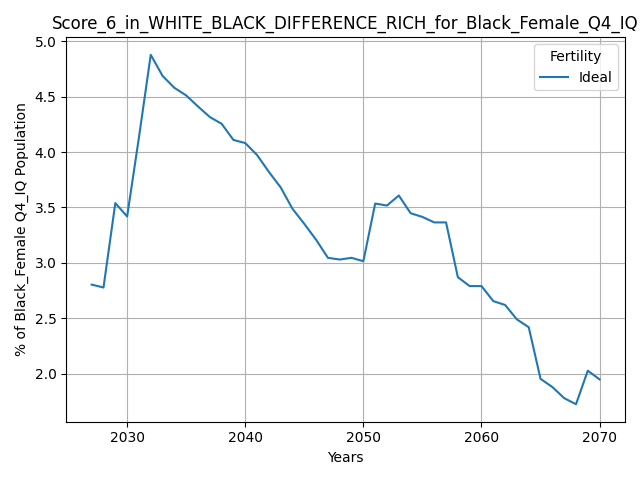 Score_6_in_WHITE_BLACK_DIFFERENCE_RICH_for_Black_Female_Q4_IQ
Fertility
Ideal
% of Black_Female Q4_IQ Population
5.0
4.5
4.0
3.5
3.0
2.5
2.0
2030 2040 2050 2060 2070
Years